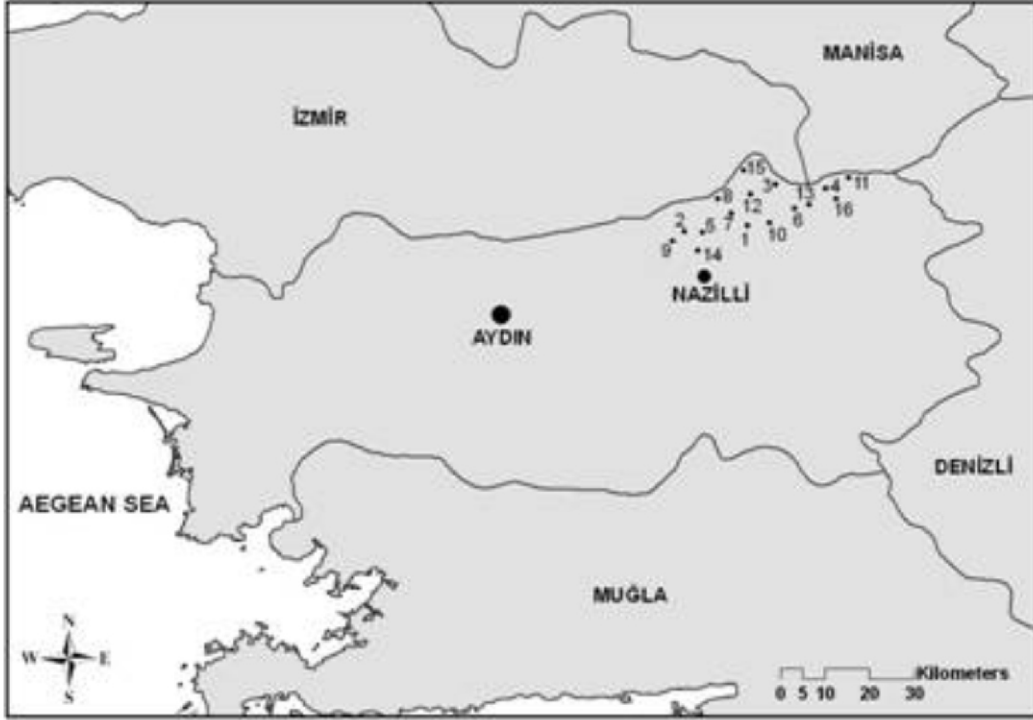 MANİSA
İZMİR
15
3
4
11
8
12
13
16
2
5
7
6
9
1
10
14
NAZİLLİ
AYDIN
DENİZLİ
AEGEAN SEA
MUĞLA
N
W
E
S
Kilometers
0 5 10 20 30